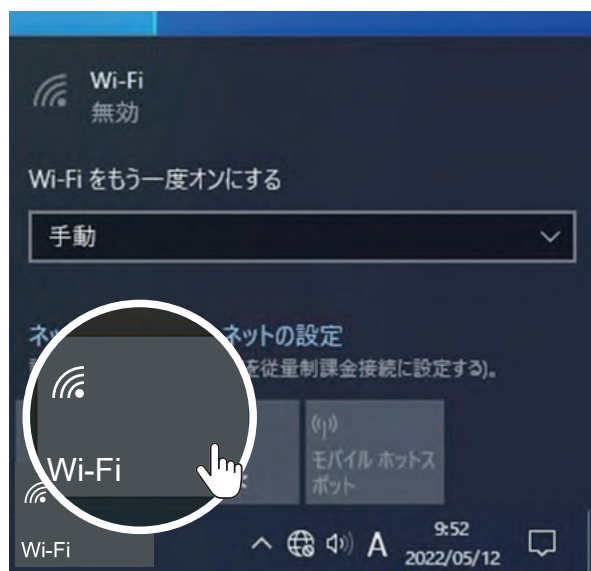 Wi-Fi
無効
Wi-Fi をもう一度オンにする
手動
ネットの設定
を従量制課金接続に設定する)。
Wi-Fi
モバイル ホットス
ポット
Wi-Fi
A
9:52
2022/05/12